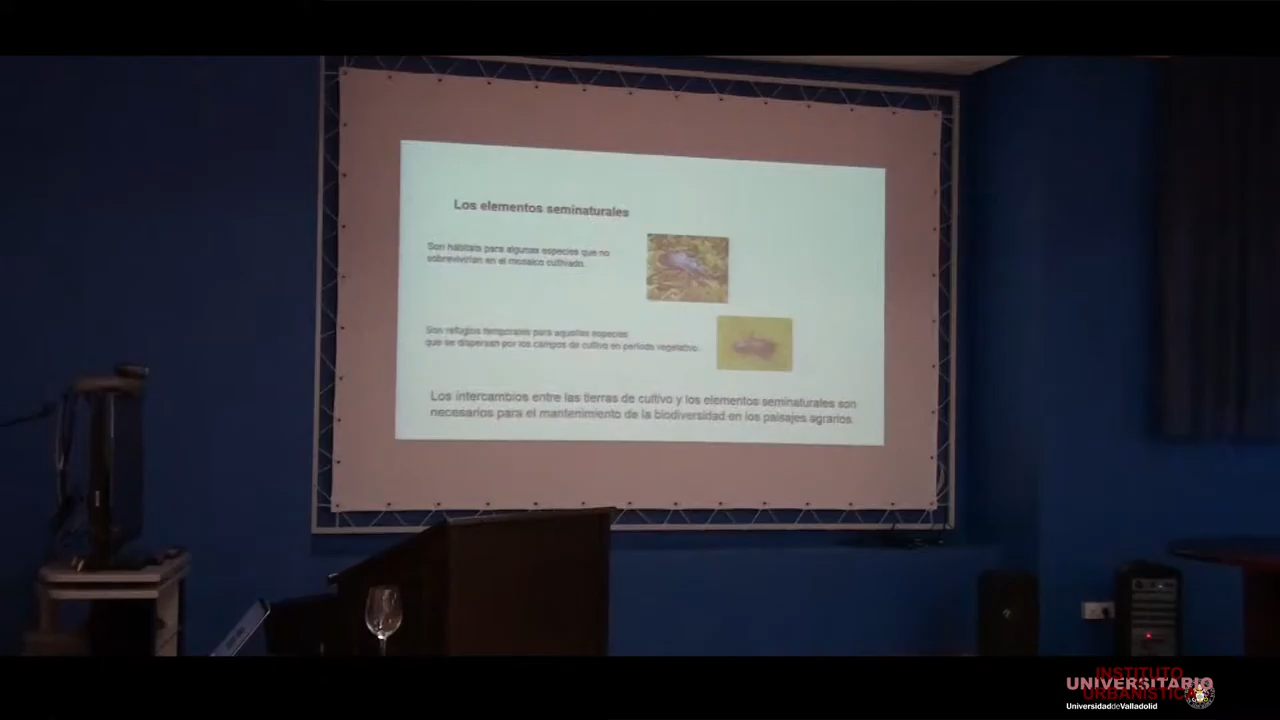 Los elementos seminaturales
Son hábitats para algunas especies que no
sobrevivirían en el mosaico cultivado.
Son refugios temporales para aquellas especies
que se dispersan por los campos de cultivo en período vegetativo.
Los intercambios entre las tierras de cultivo y los elementos seminaturales son
necesarios para el mantenimiento de la biodiversidad en los paisajes agrarios.
INSTITUTO
UNIVERSITARIO
URBANÍSTICA
UniversidaddeValladolid